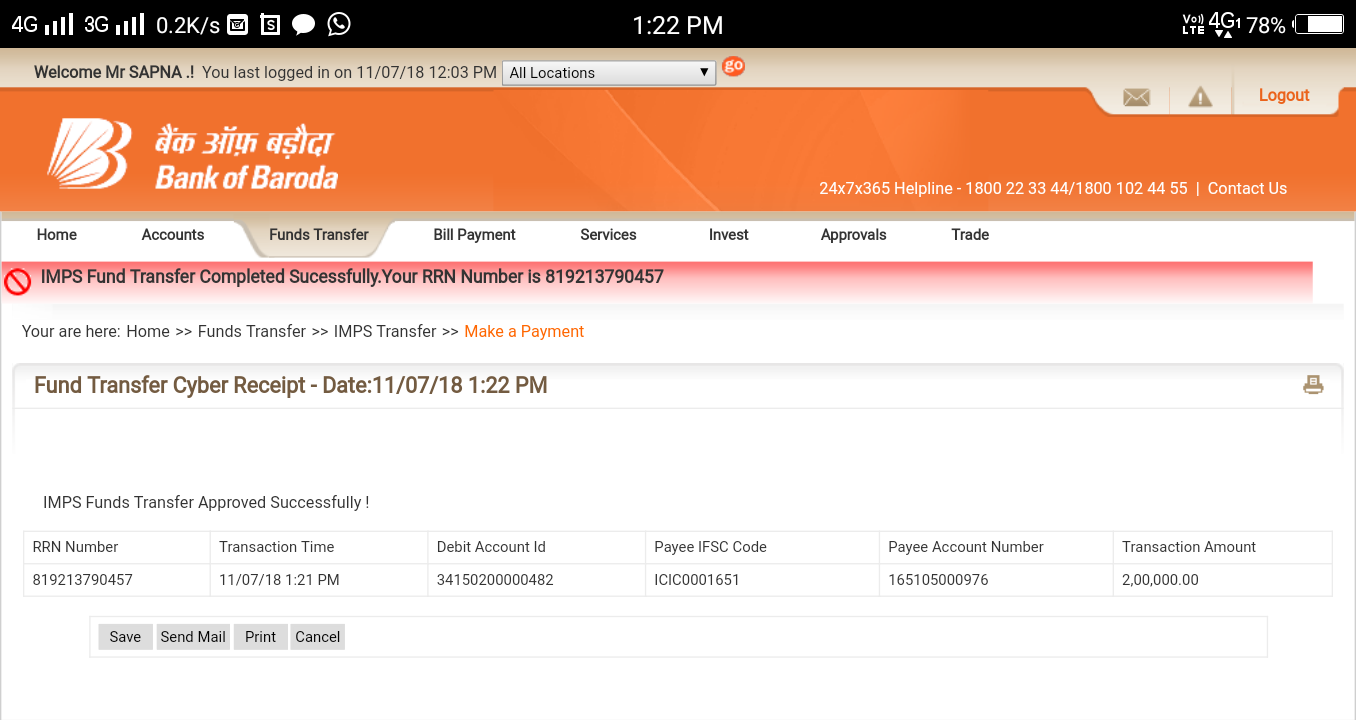 4G 3G 0.2K/s S 1:22 PM Vo)) LTE 4G 1 78%
Welcome Mr SAPNA .! You last logged in on 11/07/18 12:03 PM All Locations ▼ go
Logout
बैंक ऑफ़ बड़ौदा
Bank of Baroda
24x7x365 Helpline - 1800 22 33 44/1800 102 44 55 | Contact Us
Home Accounts Funds Transfer Bill Payment Services Invest Approvals Trade
IMPS Fund Transfer Completed Sucessfully.Your RRN Number is 819213790457
Your are here: Home >> Funds Transfer >> IMPS Transfer >> Make a Payment
Fund Transfer Cyber Receipt - Date:11/07/18 1:22 PM
IMPS Funds Transfer Approved Successfully !
RRN Number Transaction Time Debit Account Id Payee IFSC Code Payee Account Number Transaction Amount
819213790457 11/07/18 1:21 PM 34150200000482 ICIC0001651 165105000976 2,00,000.00
Save Send Mail Print Cancel